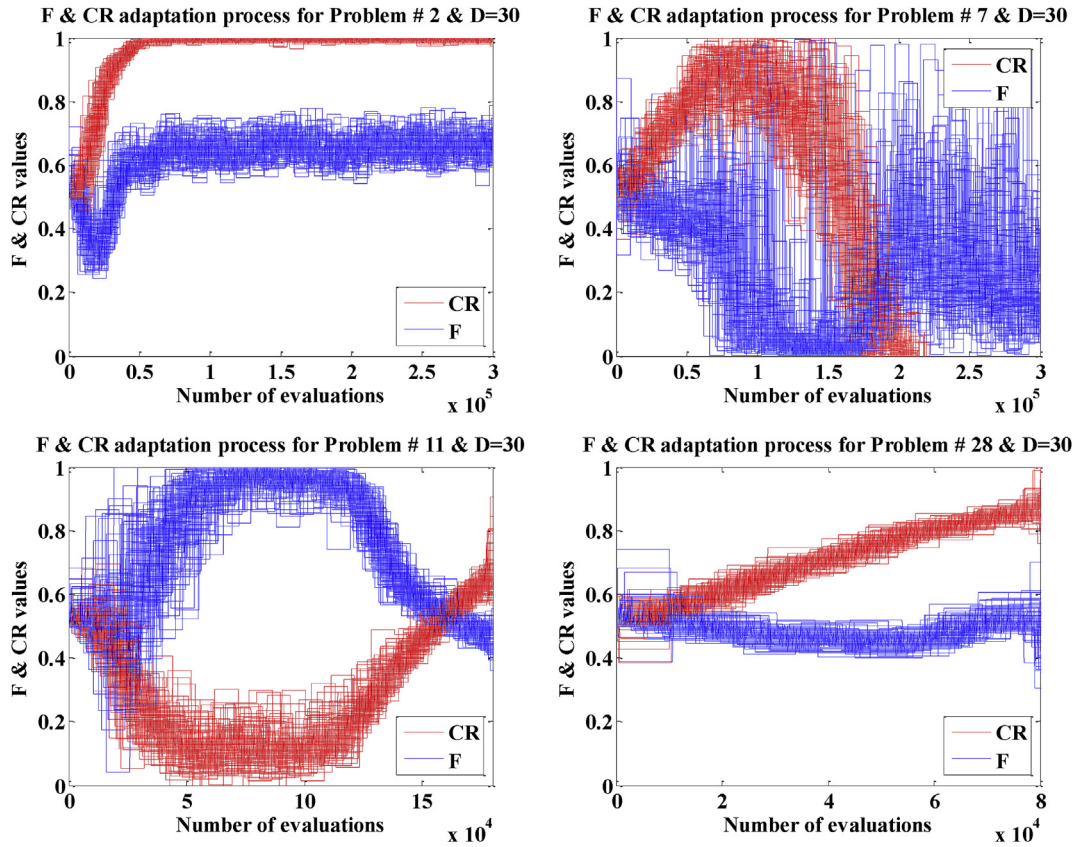 F & CR adaptation process for Problem # 2 & D=30
1
0.8
0.6
0.4
0.2
0
F & CR values
CR
F
0 0.5 1 1.5 2 2.5 3
Number of evaluations
x 10^5
F & CR adaptation process for Problem # 7 & D=30
1
0.8
0.6
0.4
0.2
0
F & CR values
CR
F
0 0.5 1 1.5 2 2.5 3
Number of evaluations
x 10^5
F & CR adaptation process for Problem # 11 & D=30
1
0.8
0.6
0.4
0.2
0
F & CR values
CR
F
0 5 10 15
Number of evaluations
x 10^4
F & CR adaptation process for Problem # 28 & D=30
1
0.8
0.6
0.4
0.2
0
F & CR values
CR
F
0 2 4 6 8
Number of evaluations
x 10^4